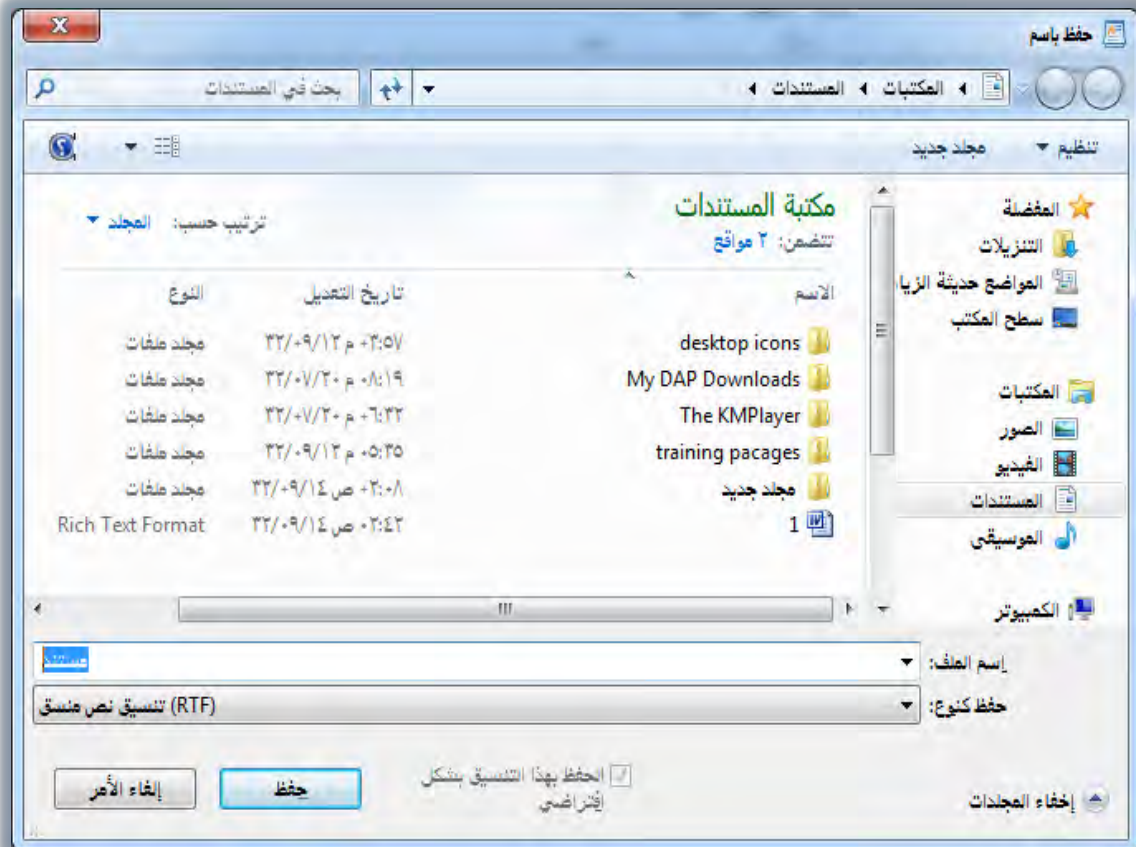 حفظ باسم
المكتبات المستندات
بحث في المستندات
تنظيم مجلد جديد
المفضلة
التنزيلات
المواضع حديثة الزيا
سطح المكتب
المكتبات
الصور
الفيديو
المستندات
الموسيقى
الكمبيوتر
مكتبة المستندات
تتضمن: ٢ مواقع
ترتيب حسب: المجلد
الاسم تاريخ التعديل النوع
desktop icons ٣٢/٠٩/١٢ ٠٣:٥٧ م مجلد ملفات
My DAP Downloads ٣٢/٠٧/٢٠ ٠٨:١٩ م مجلد ملفات
The KMPlayer ٣٢/٠٧/٢٠ ٠٦:٣٢ م مجلد ملفات
training pacages ٣٢/٠٩/١٢ ٠٥:٣٥ م مجلد ملفات
مجلد جديد ٣٢/٠٩/١٤ ٠٢:٠٨ ص مجلد ملفات
1 ٣٢/٠٩/١٤ ٠٢:٤٢ ص Rich Text Format
إسم الملف: مستند
حفظ كنوع: تنسيق نص منسق (RTF)
الحفظ بهذا التنسيق بشكل
إفتراضي
حفظ
إلغاء الأمر
إخفاء المجلدات